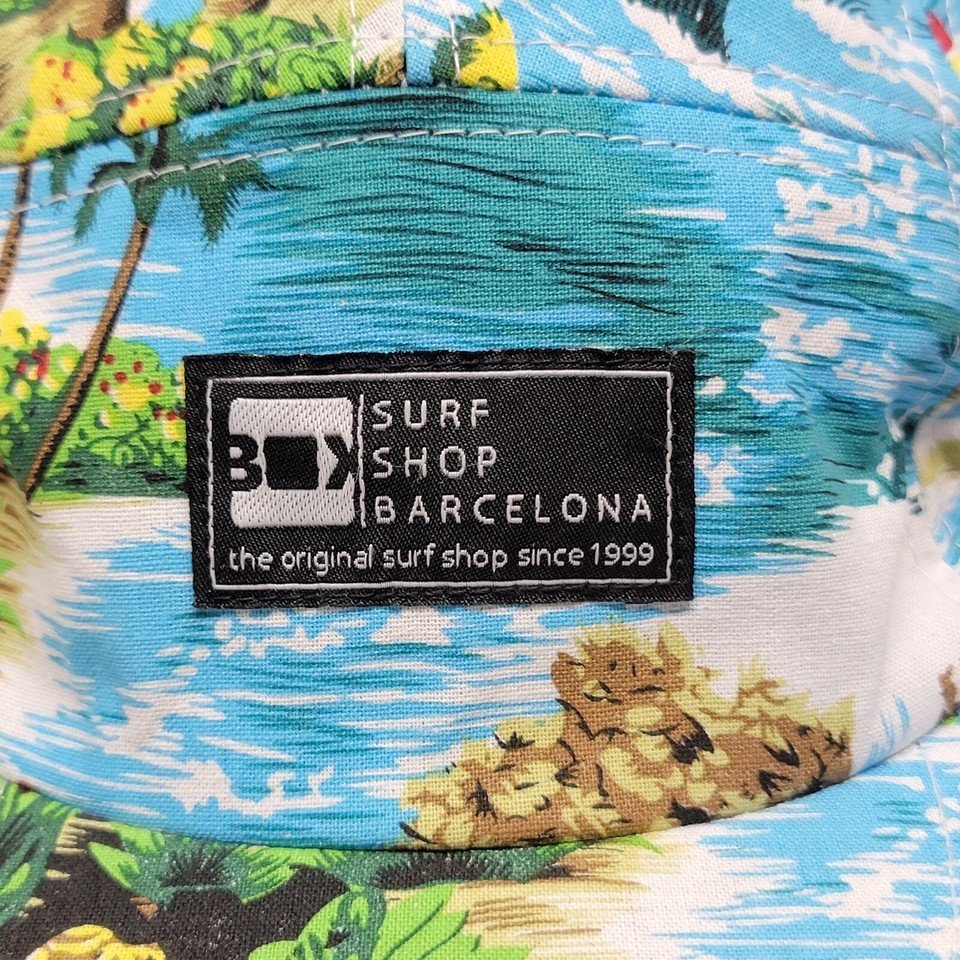 BOX
SURF
SHOP
BARCELONA
the original surf shop since 1999